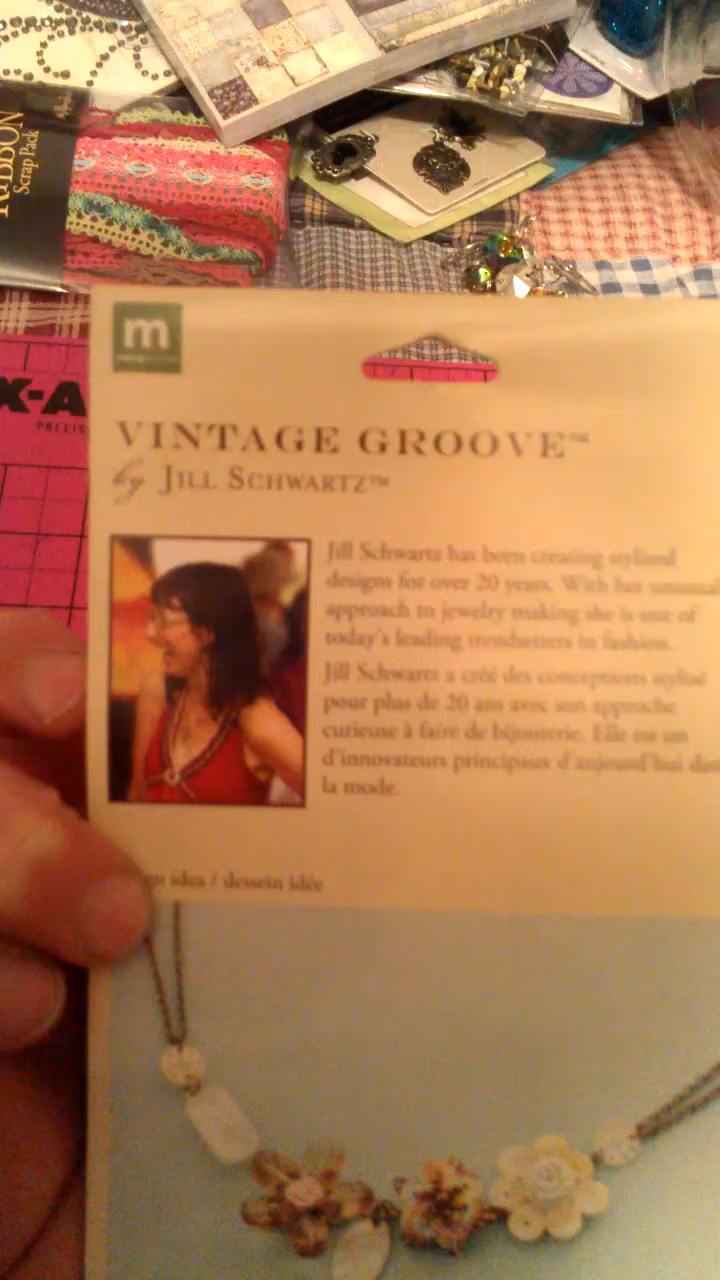 RIBBON
Scrap Pack
X-A
PRECIS
m
VINTAGE GROOVE™
by JILL SCHWARTZ™
Jill Schwartz has been creating stylized
designs for over 20 years. With her unusual
approach to jewelry making she is one of
today's leading trendsetters in fashion.
Jill Schwartz a créé des conceptions stylisé
pour plus de 20 ans avec son approche
curieuse à faire de bijouterie. Elle est un
d'innovateurs principaux d'aujourd'hui dan
la mode.
n idea / dessein idée